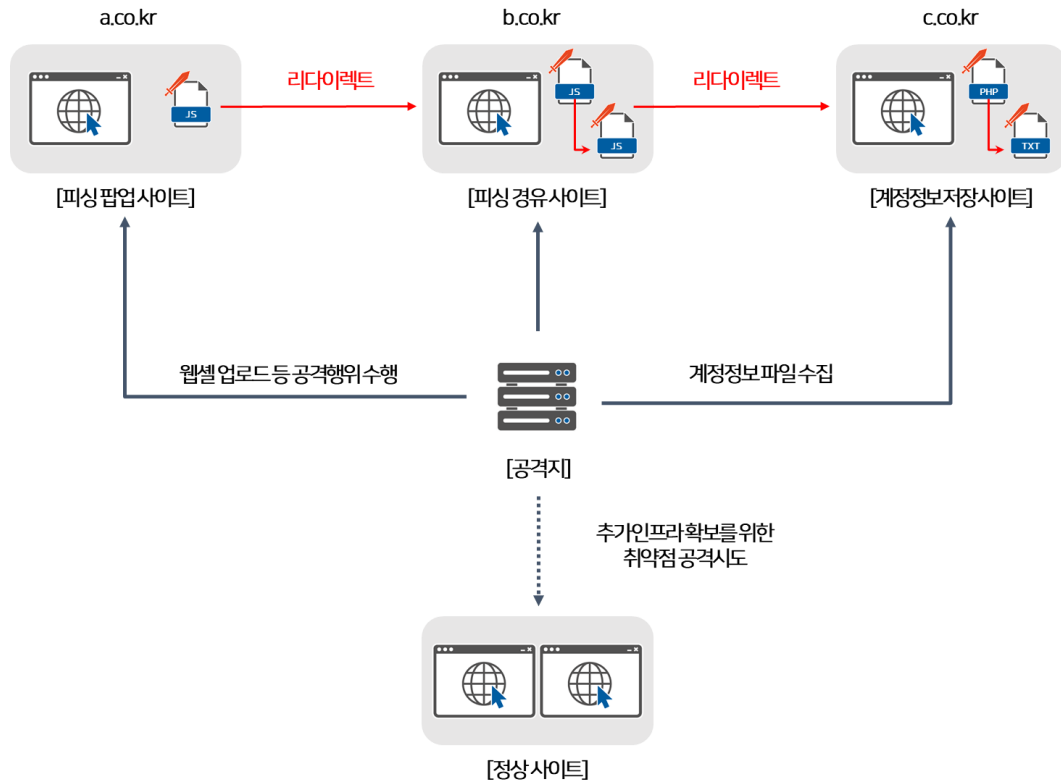 a.co.kr
b.co.kr
c.co.kr
리다이렉트
리다이렉트
JS
JS
JS
PHP
TXT
[피싱 팝업 사이트]
[피싱 경유 사이트]
[계정정보 저장 사이트]
웹셸 업로드 등 공격행위 수행
계정정보 파일 수집
[공격지]
추가 인프라 확보를 위한
취약점 공격 시도
[정상 사이트]